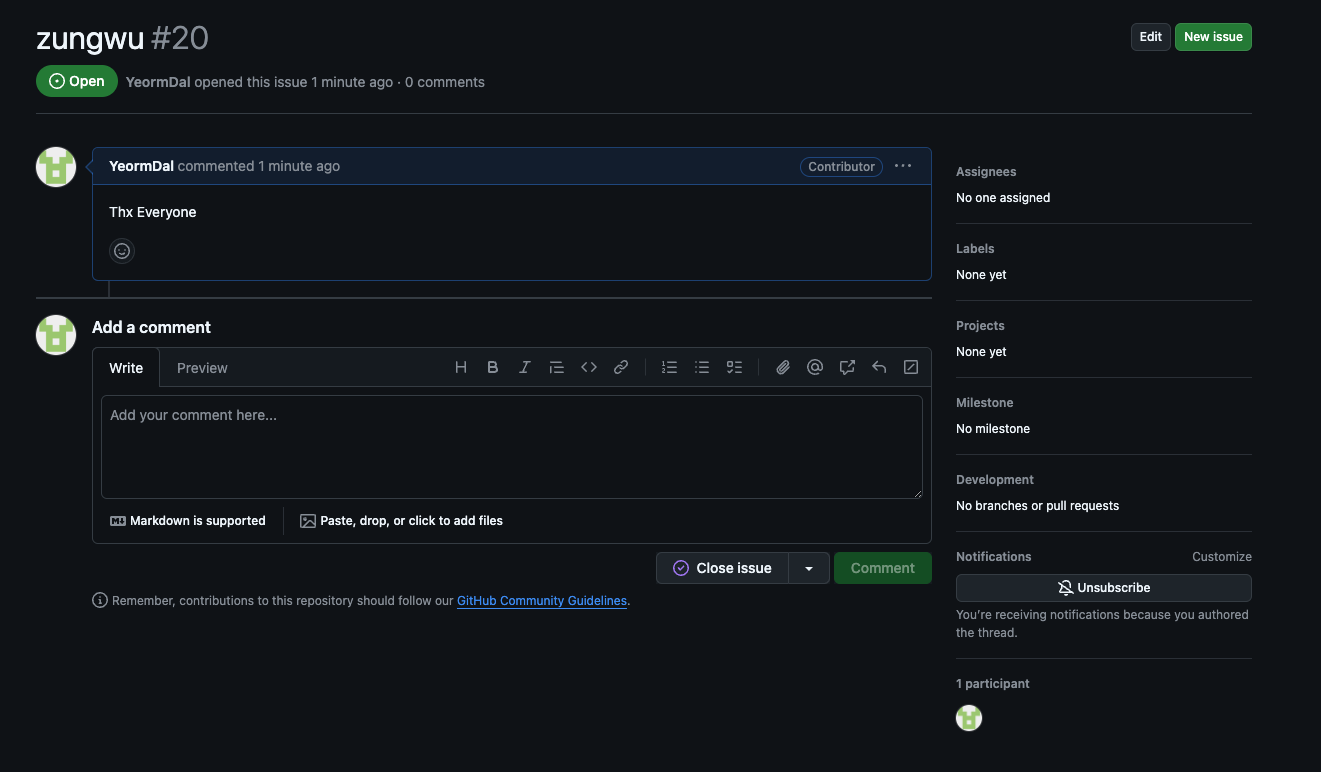 zungwu #20
Edit
New issue
Open
YeormDal opened this issue 1 minute ago · 0 comments
YeormDal commented 1 minute ago
Contributor
Thx Everyone
Add a comment
Write
Preview
Add your comment here...
Markdown is supported
Paste, drop, or click to add files
Close issue
Comment
Remember, contributions to this repository should follow our GitHub Community Guidelines.
Assignees
No one assigned
Labels
None yet
Projects
None yet
Milestone
No milestone
Development
No branches or pull requests
Notifications
Customize
Unsubscribe
You're receiving notifications because you authored
the thread.
1 participant